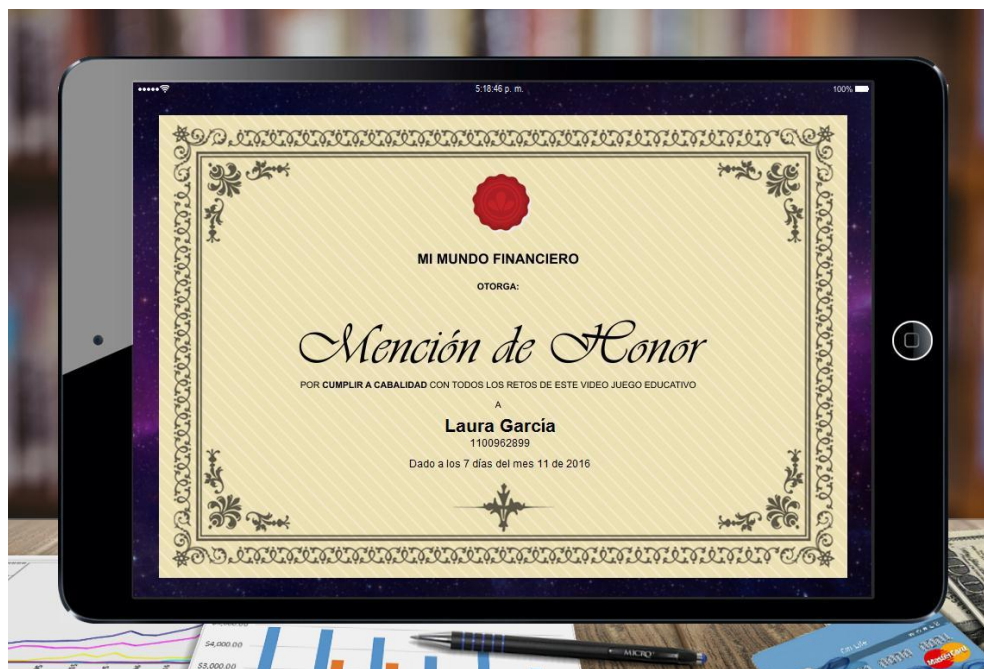 5:18:46 p. m.
100%
MI MUNDO FINANCIERO
OTORGA:
Mención de Honor
POR CUMPLIR A CABALIDAD CON TODOS LOS RETOS DE ESTE VIDEO JUEGO EDUCATIVO
A
Laura García
1100962899
Dado a los 7 días del mes 11 de 2016
$4,000.00
$3,000.00
MICRO
MasterCard